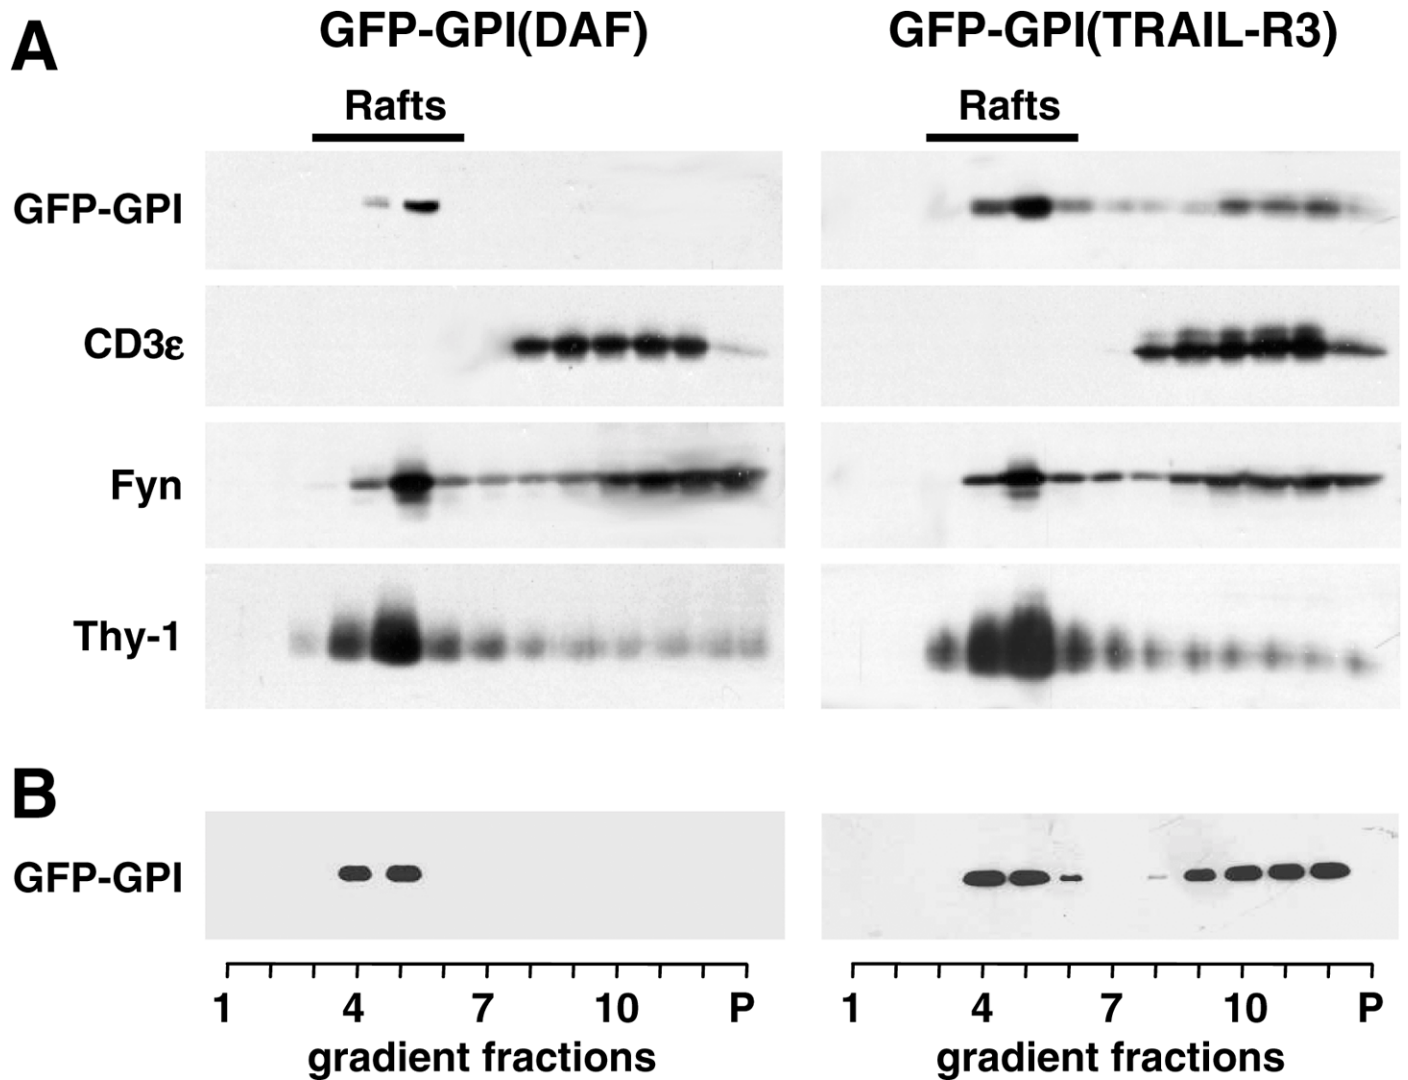 A
GFP-GPI(DAF)
GFP-GPI(TRAIL-R3)
Rafts
Rafts
GFP-GPI
CD3ε
Fyn
Thy-1
B
GFP-GPI
1 4 7 10 P
1 4 7 10 P
gradient fractions
gradient fractions